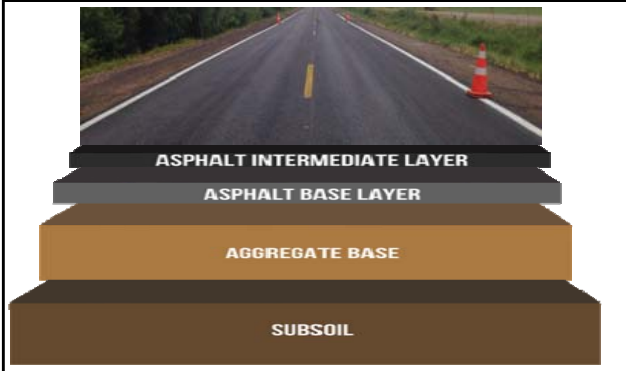 ASPHALT INTERMEDIATE LAYER
ASPHALT BASE LAYER
AGGREGATE BASE
SUBSOIL